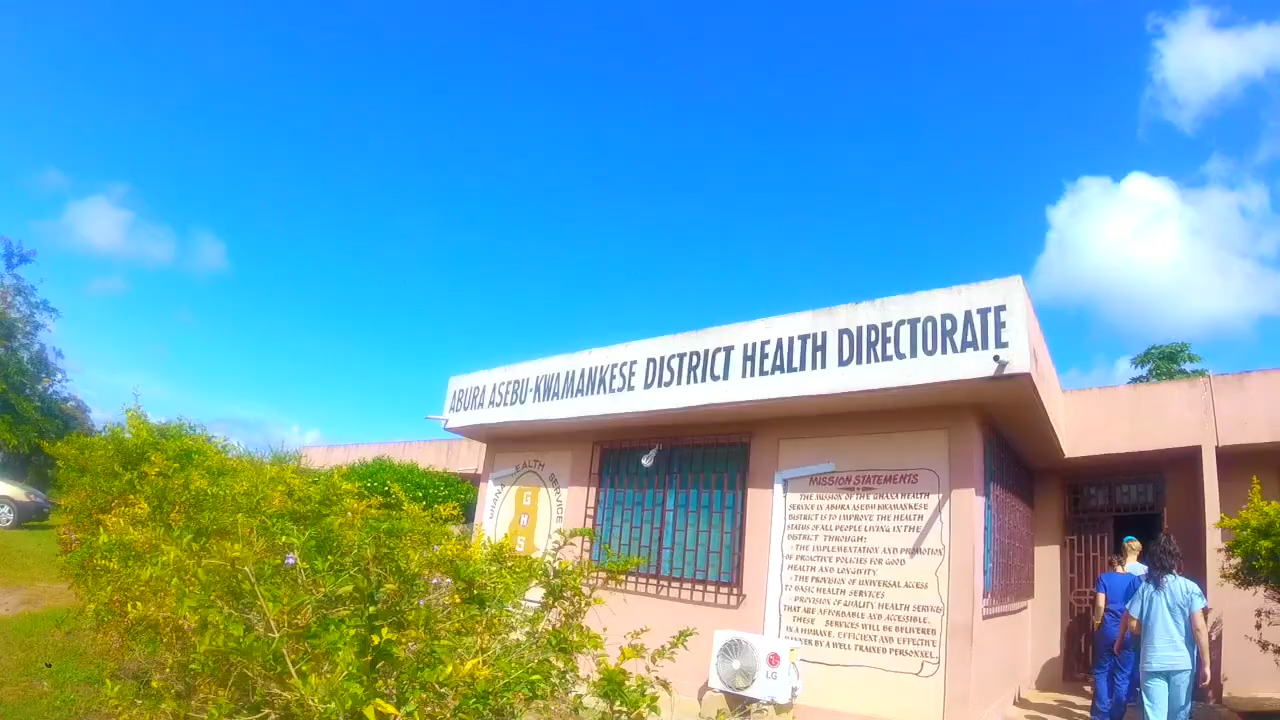 ABURA ASEBU-KWAMANKESE DISTRICT HEALTH DIRECTORATE
GHANA HEALTH SERVICE
G
H
S
MISSION STATEMENTS
THE MISSION OF THE GHANA HEALTH
SERVICE IN ABURA ASEBU KWAMANKESE
DISTRICT IS TO IMPROVE THE HEALTH
STATUS OF ALL PEOPLE LIVING IN THE
DISTRICT THROUGH:
THE IMPLEMENTATION AND PROMOTION
OF PROACTIVE POLICIES FOR GOOD
HEALTH AND LONGIVITY.
THE PROVISION OF UNIVERSAL ACCESS
TO BASIC HEALTH SERVICES
PROVISION OF QUALITY HEALTH SERVICES
THAT ARE AFFORDABLE AND ACCESSIBLE.
THESE SERVICES WILL BE DELIVERED
IN A HUMANE, EFFICIENT AND EFFECTIVE
MANNER BY A WELL TRAINED PERSONNEL.
LG